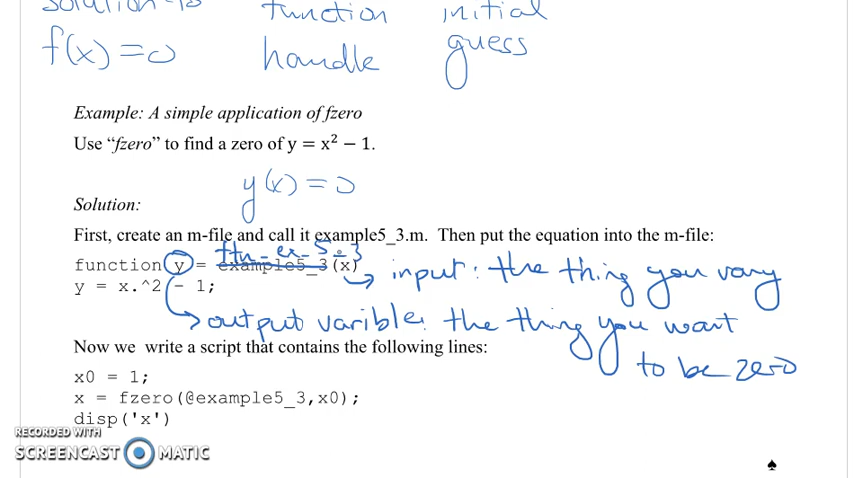 solution to function initial
f(x) = 0 handle guess
Example: A simple application of fzero
Use “fzero” to find a zero of y = x² − 1.
y(x) = 0
Solution:
First, create an m-file and call it example5_3.m. Then put the equation into the m-file:
ftn_ex_5_3
function y = example5_3(x) → input: the thing you vary
y = x.^2 - 1;
→ output varible: the thing you want
to be zero
Now we write a script that contains the following lines:
x0 = 1;
x = fzero(@example5_3,x0);
disp('x')
RECORDED WITH
SCREENCAST MATIC